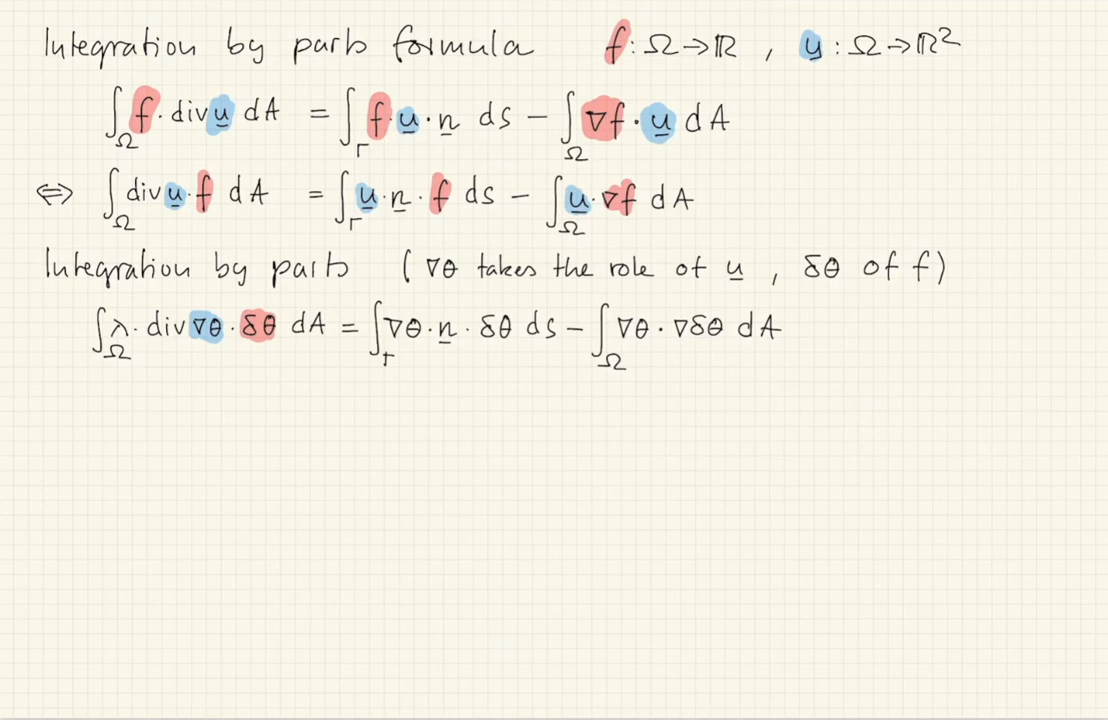 Integration by parts formula f : Ω → ℝ , u : Ω → ℝ²
∫_Ω f · div u dA = ∫_Γ f u · n ds − ∫_Ω ∇f · u dA
⇔ ∫_Ω div u · f dA = ∫_Γ u · n · f ds − ∫_Ω u · ∇f dA
Integration by parts (∇θ takes the role of u , δθ of f)
∫_Ω λ · div ∇θ · δθ dA = ∫_Γ ∇θ · n · δθ ds − ∫_Ω ∇θ · ∇δθ dA